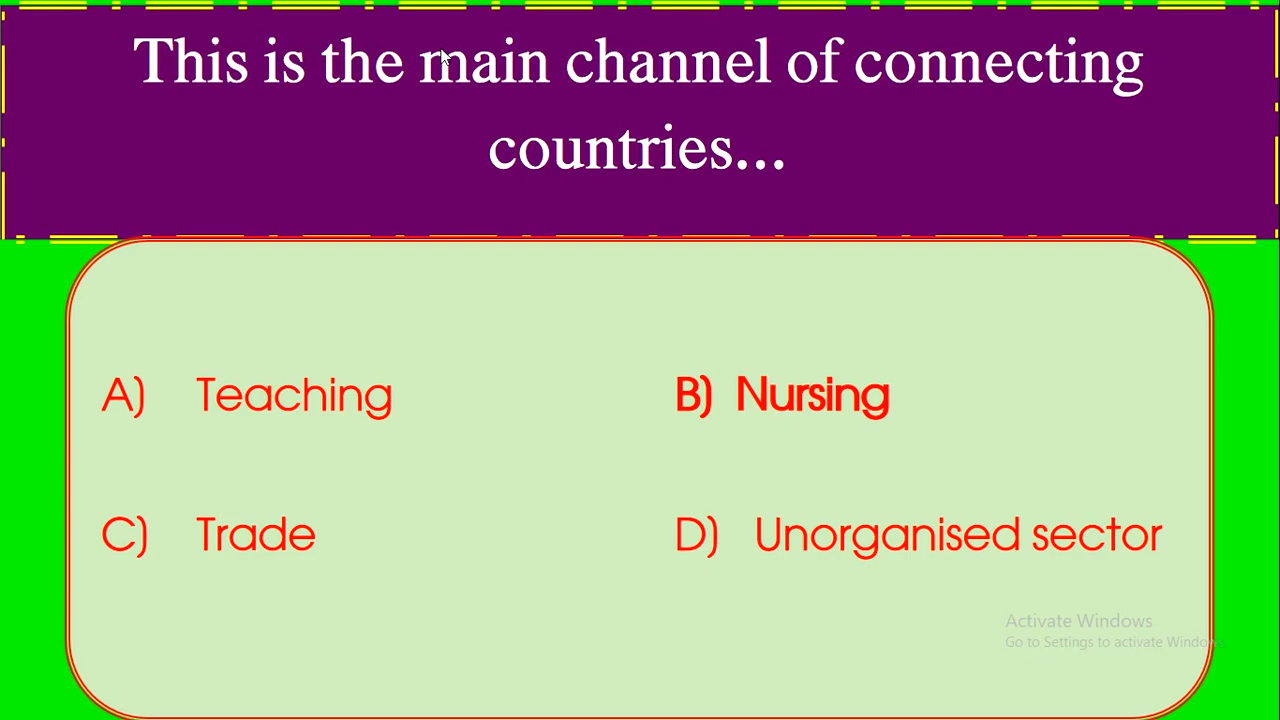 This is the main channel of connecting
countries...
A) Teaching
B) Nursing
C) Trade
D) Unorganised sector
Activate Windows
Go to Settings to activate Windows.